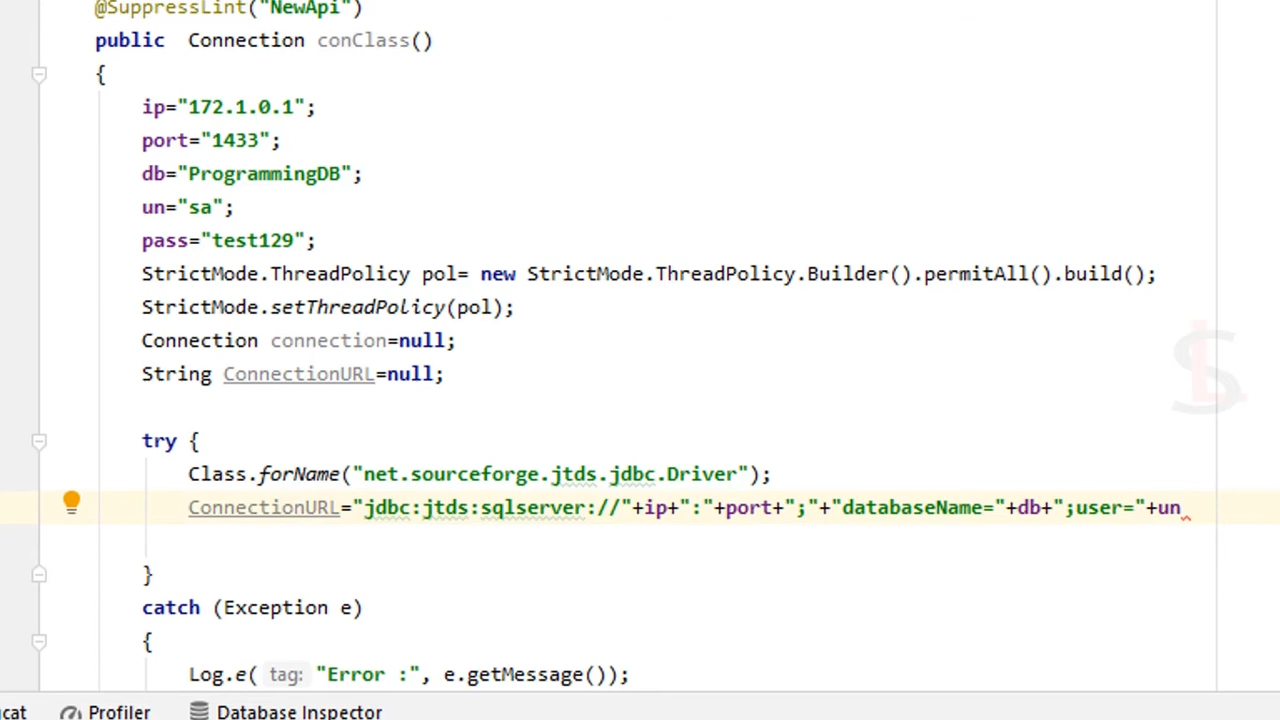 @SuppressLint("NewApi")
public  Connection conClass()
{
ip="172.1.0.1";
port="1433";
db="ProgrammingDB";
un="sa";
pass="test129";
StrictMode.ThreadPolicy pol= new StrictMode.ThreadPolicy.Builder().permitAll().build();
StrictMode.setThreadPolicy(pol);
Connection connection=null;
String ConnectionURL=null;
try {
Class.forName("net.sourceforge.jtds.jdbc.Driver");
ConnectionURL="jdbc:jtds:sqlserver://"+ip+":"+port+";"+"databaseName="+db+";user="+un
}
catch (Exception e)
{
Log.e( tag: "Error :", e.getMessage());
cat Profiler Database Inspector